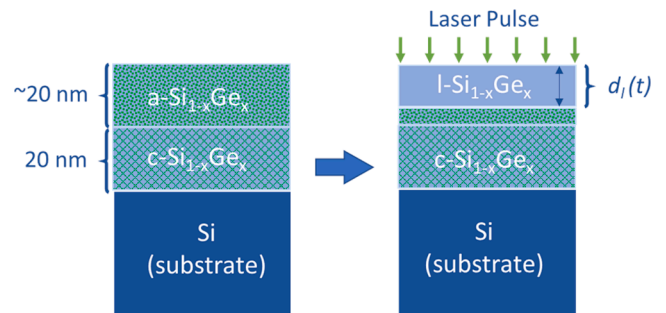 Laser Pulse
~20 nm
a-Si1-xGex
l-Si1-xGex
dl(t)
20 nm
c-Si1-xGex
c-Si1-xGex
Si
(substrate)
Si
(substrate)